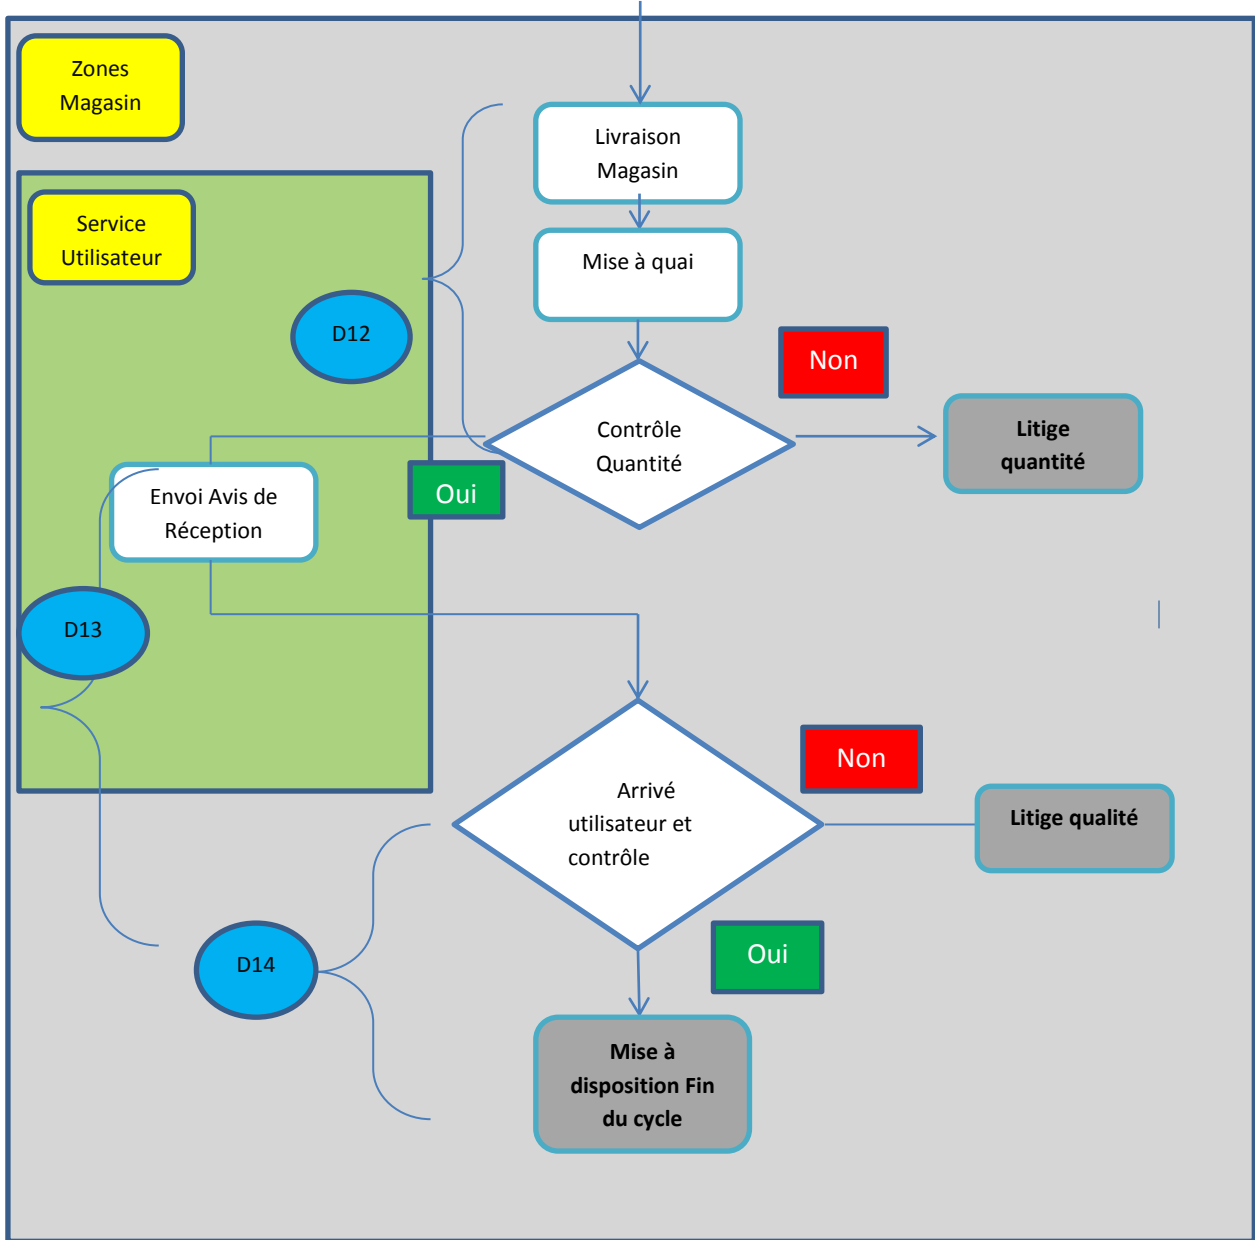 Zones
Magasin
Livraison
Magasin
Service
Utilisateur
Mise à quai
D12
Non
Contrôle
Quantité
Litige
quantité
Oui
Envoi Avis de
Réception
D13
Non
Arrivé
utilisateur et
contrôle
Litige qualité
Oui
D14
Mise à
disposition Fin
du cycle